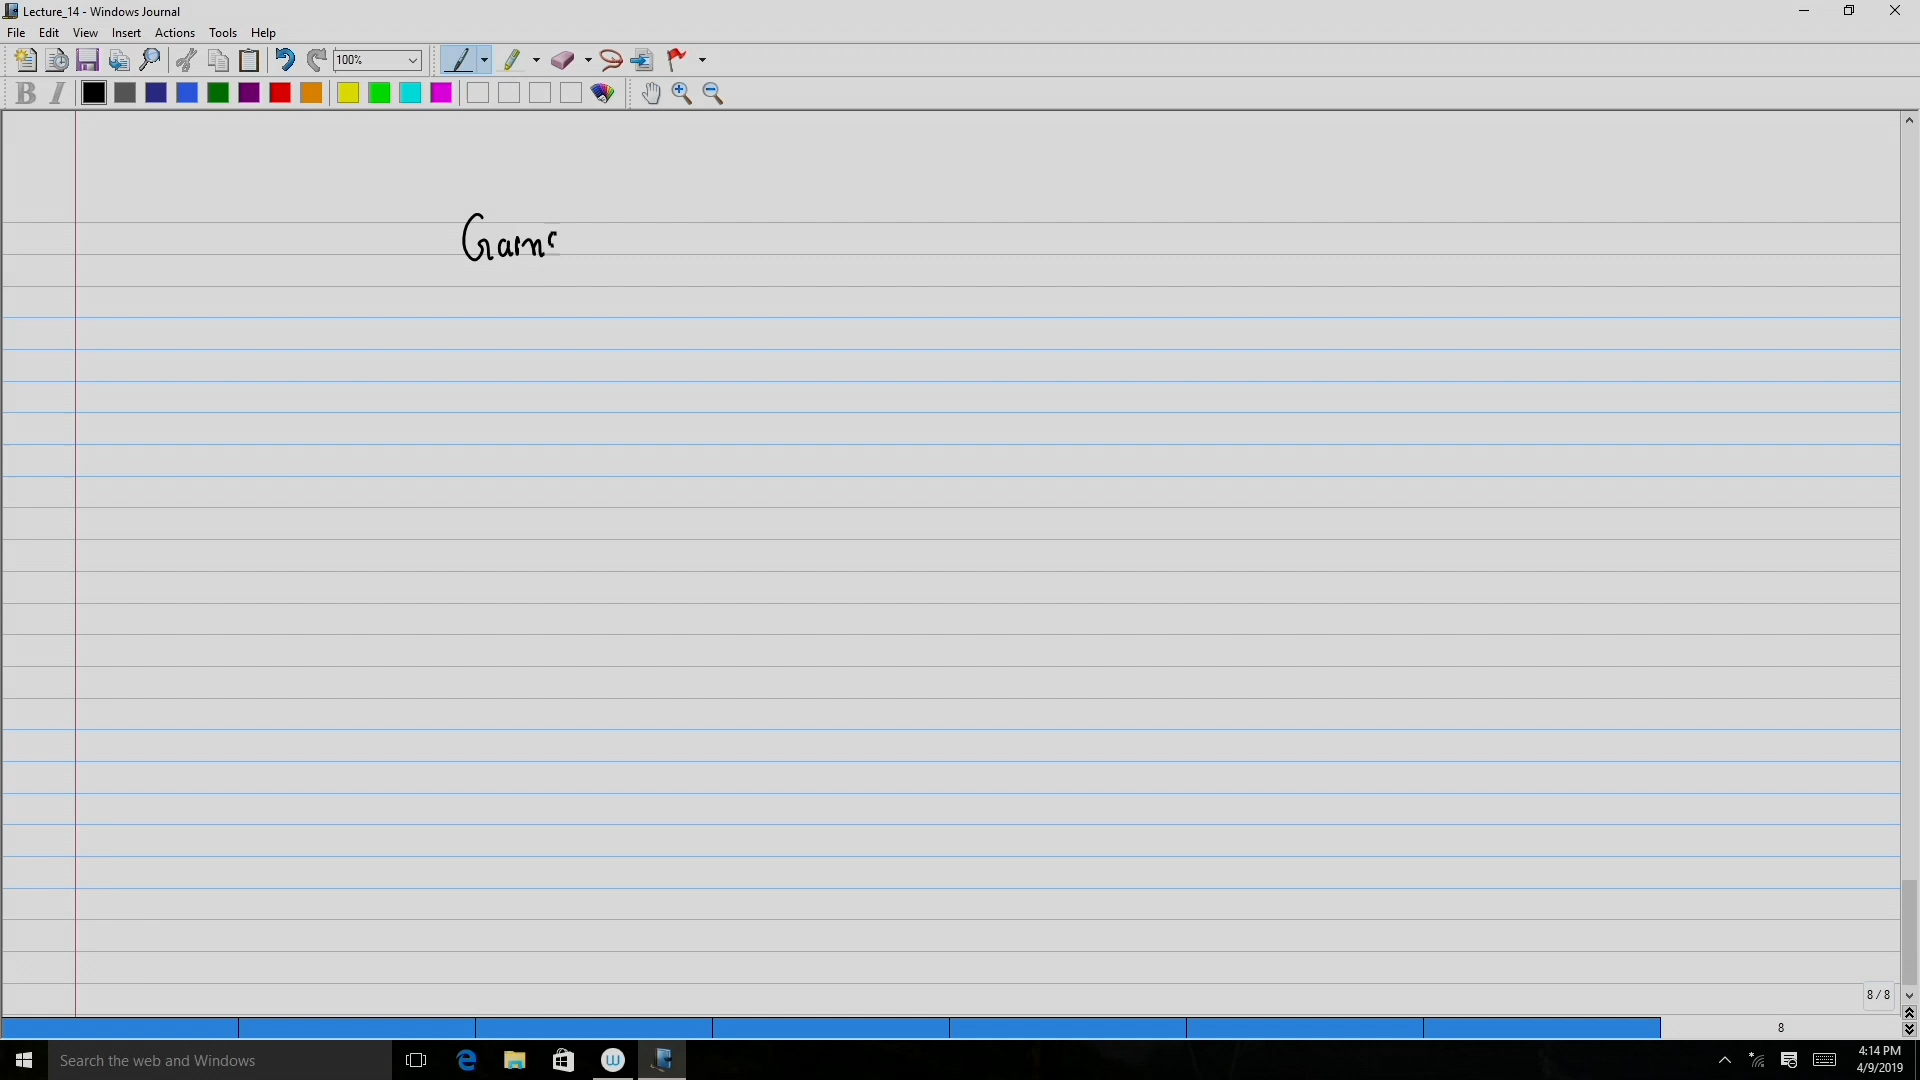 Lecture_14 - Windows Journal
File Edit View Insert Actions Tools Help
100%
B I
8 / 8
8
Search the web and Windows
4:14 PM
4/9/2019